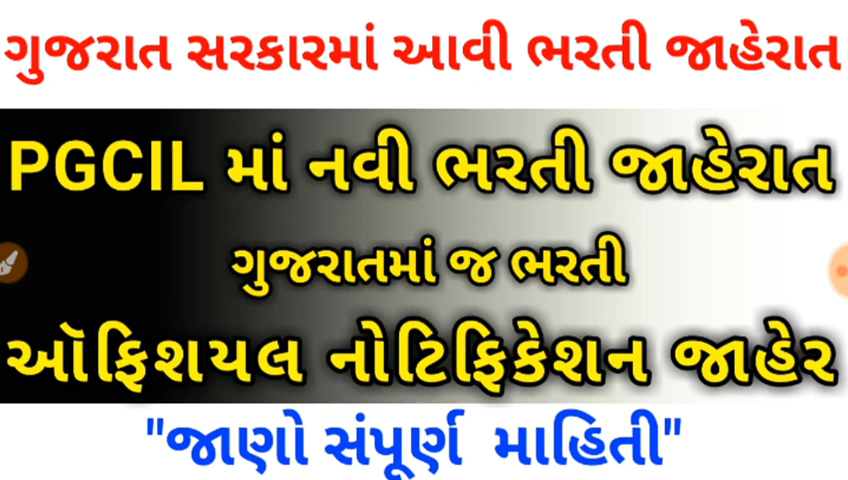 ગુજરાત સરકારમાં આવી ભરતી જાહેરાત
PGCIL માં નવી ભરતી જાહેરાત
ગુજરાતમાં જ ભરતી
ઑફિશયલ નોટિફિકેશન જાહેર
"જાણો સંપૂર્ણ માહિતી"